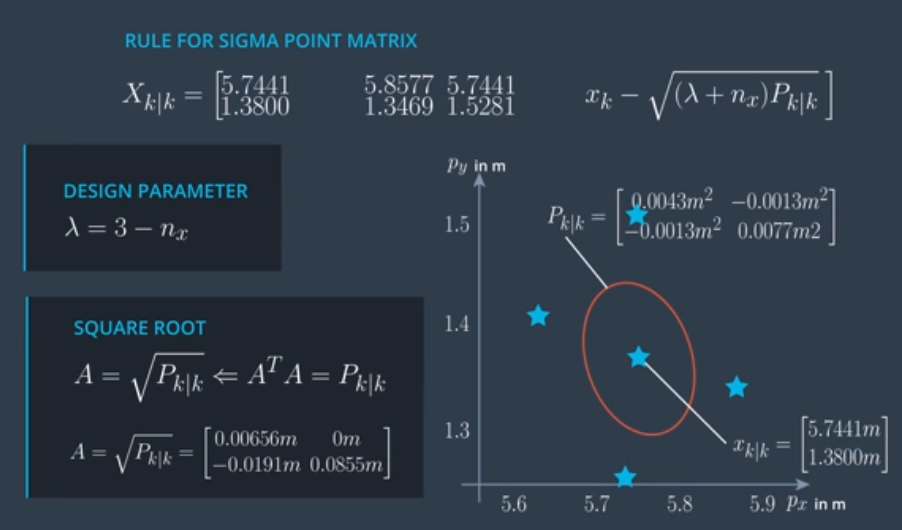 RULE FOR SIGMA POINT MATRIX
X_{k|k} = [5.7441 5.8577 5.7441 x_k − √((λ + n_x)P_{k|k}) ]
1.3800 1.3469 1.5281
DESIGN PARAMETER
λ = 3 − n_x
SQUARE ROOT
A = √P_{k|k} ⇐ A^T A = P_{k|k}
A = √P_{k|k} = [0.00656m 0m
−0.0191m 0.0855m]
p_y in m
1.5
1.4
1.3
P_{k|k} = [0.0043m² −0.0013m²
−0.0013m² 0.0077m2]
x_{k|k} = [5.7441m
1.3800m]
5.6 5.7 5.8 5.9 p_x in m